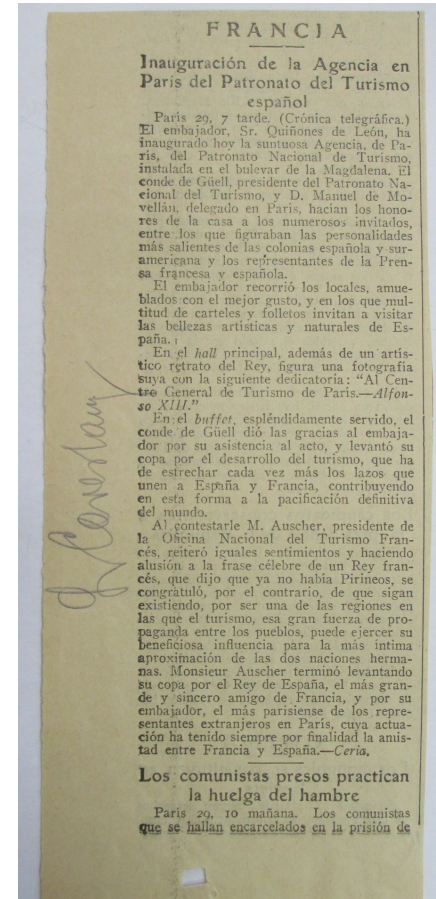 FRANCIA
Inauguración de la Agencia en
París del Patronato del Turismo
español
París 29, 7 tarde. (Crónica telegráfica.)
El embajador, Sr. Quiñones de León, ha
inaugurado hoy la suntuosa Agencia, de Pa-
rís, del Patronato Nacional de Turismo,
instalada en el bulevar de la Magdalena. El
conde de Güell, presidente del Patronato Na-
cional del Turismo, y D. Manuel de Mo-
vellán, delegado en París, hacían los hono-
res de la casa a los numerosos invitados,
entre los que figuraban las personalidades
más salientes de las colonias española y sur-
americana y los representantes de la Pren-
sa francesa y española.
El embajador recorrió los locales, amue-
blados con el mejor gusto, y en los que mul-
titud de carteles y folletos invitan a visitar
las bellezas artísticas y naturales de Es-
paña.
En el hall principal, además de un artís-
tico retrato del Rey, figura una fotografía
suya con la siguiente dedicatoria: "Al Cen-
tro General de Turismo de París.—Alfon-
so XIII."
En el buffet, espléndidamente servido, el
conde de Güell dió las gracias al embaja-
dor por su asistencia al acto, y levantó su
copa por el desarrollo del turismo, que ha
de estrechar cada vez más los lazos que
unen a España y Francia, contribuyendo
en esta forma a la pacificación definitiva
del mundo.
Al contestarle M. Auscher, presidente de
la Oficina Nacional del Turismo Fran-
cés, reiteró iguales sentimientos y haciendo
alusión a la frase célebre de un Rey fran-
cés, que dijo que ya no había Pirineos, se
congratuló, por el contrario, de que sigan
existiendo, por ser una de las regiones en
las que el turismo, esa gran fuerza de pro-
paganda entre los pueblos, puede ejercer su
beneficiosa influencia para la más íntima
aproximación de las dos naciones herma-
nas. Monsieur Auscher terminó levantando
su copa por el Rey de España, el más gran-
de y sincero amigo de Francia, y por su
embajador, el más parisiense de los repre-
sentantes extranjeros en París, cuya actua-
ción ha tenido siempre por finalidad la amis-
tad entre Francia y España.—Ceria.
Los comunistas presos practican
la huelga del hambre
París 29, 10 mañana. Los comunistas
que se hallan encarcelados en la prisión de